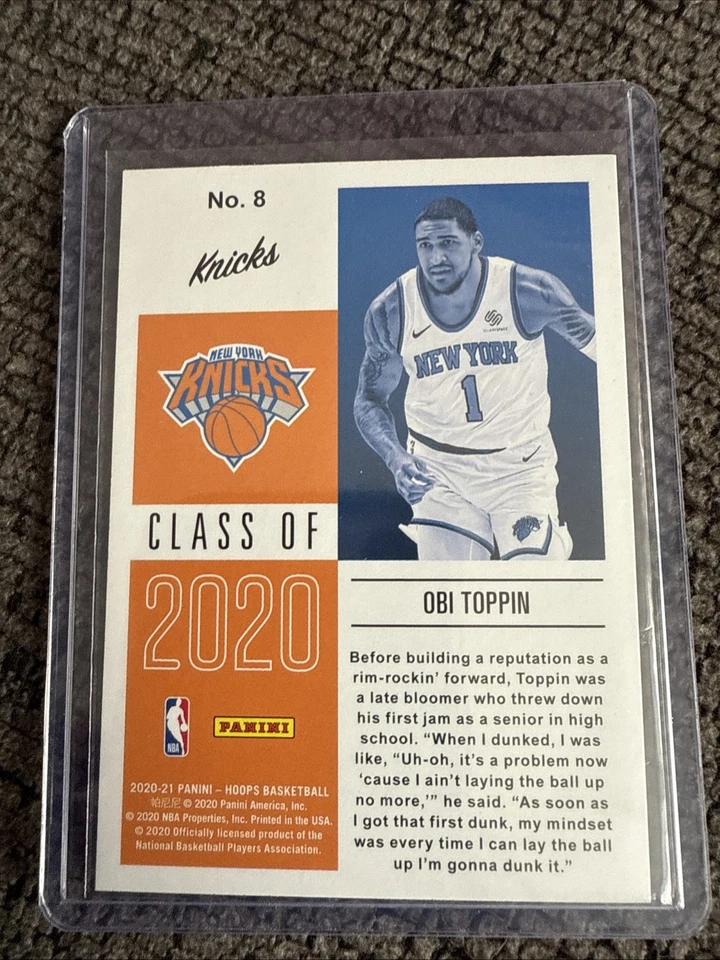 No. 8
Knicks
NEW YORK
KNICKS
CLASS OF
2020
NBA
PANINI
2020-21 PANINI – HOOPS BASKETBALL
帕尼尼 © 2020 Panini America, Inc.
© 2020 NBA Properties, Inc. Printed in the USA.
© 2020 Officially licensed product of the
National Basketball Players Association.
SQUARESPACE
NEW YORK
1
OBI TOPPIN
Before building a reputation as a
rim-rockin’ forward, Toppin was
a late bloomer who threw down
his first jam as a senior in high
school. “When I dunked, I was
like, “Uh-oh, it’s a problem now
‘cause I ain’t laying the ball up
no more,’” he said. “As soon as
I got that first dunk, my mindset
was every time I can lay the ball
up I’m gonna dunk it.”